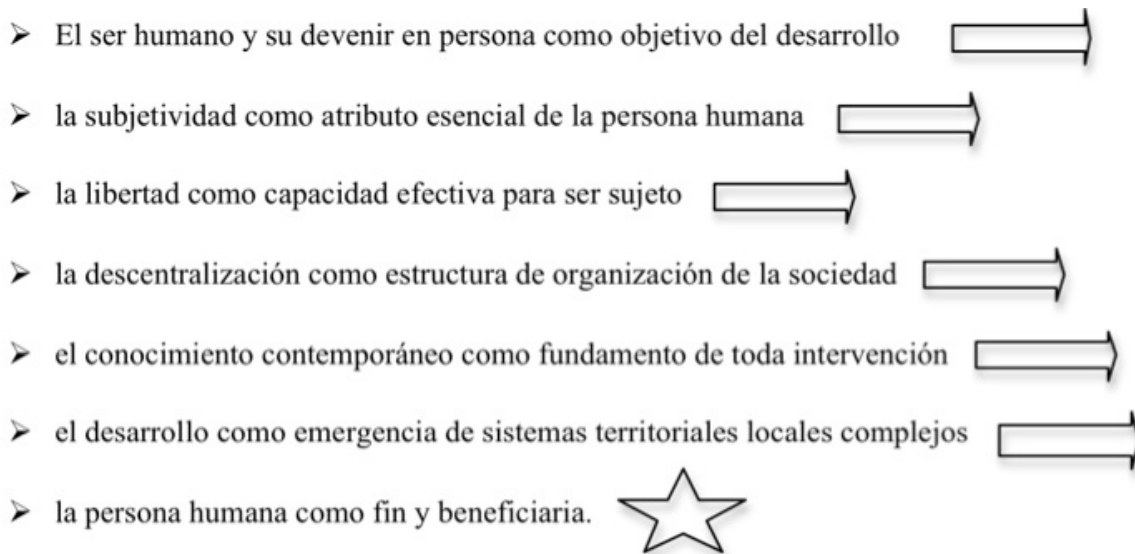 ➤ El ser humano y su devenir en persona como objetivo del desarrollo
➤ la subjetividad como atributo esencial de la persona humana
➤ la libertad como capacidad efectiva para ser sujeto
➤ la descentralización como estructura de organización de la sociedad
➤ el conocimiento contemporáneo como fundamento de toda intervención
➤ el desarrollo como emergencia de sistemas territoriales locales complejos
➤ la persona humana como fin y beneficiaria.